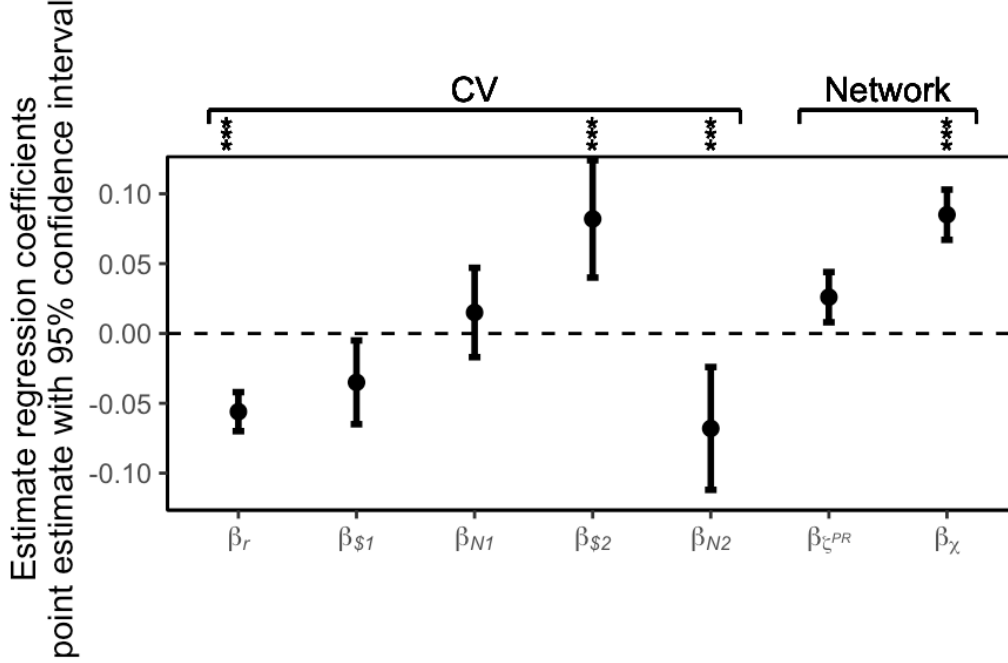 Estimate regression coefficients
point estimate with 95% confidence interval
CV
Network
*** *** *** ***
0.10
0.05
0.00
-0.05
-0.10
βr β$1 βN1 β$2 βN2 βζPR βχ